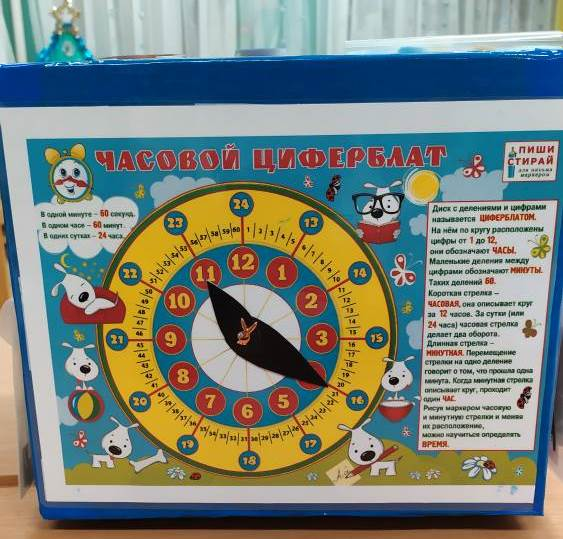 ЧАСОВОЙ ЦИФЕРБЛАТ
ПИШИ
СТИРАЙ
для письма
маркером
В одной минуте – 60 секунд.
В одном часе – 60 минут.
В одних сутках – 24 часа.
Диск с делениями и цифрами
называется ЦИФЕРБЛАТОМ.
На нём по кругу расположены
цифры от 1 до 12,
они обозначают ЧАСЫ.
Маленькие деления между
цифрами обозначают МИНУТЫ.
Таких делений 60.
Короткая стрелка –
ЧАСОВАЯ, она описывает круг
за 12 часов. За сутки (или
24 часа) часовая стрелка
делает два оборота.
Длинная стрелка –
МИНУТНАЯ. Перемещение
стрелки на одно деление
говорит о том, что прошла одна
минута. Когда минутная стрелка
описывает круг, проходит
один ЧАС.
Рисуя маркером часовую
и минутную стрелки и меняя
их расположение,
можно научиться определять
ВРЕМЯ.
24
13
14
15
16
17
18
19
20
21
22
23
12
1
2
3
5
6
7
8
9
10
11